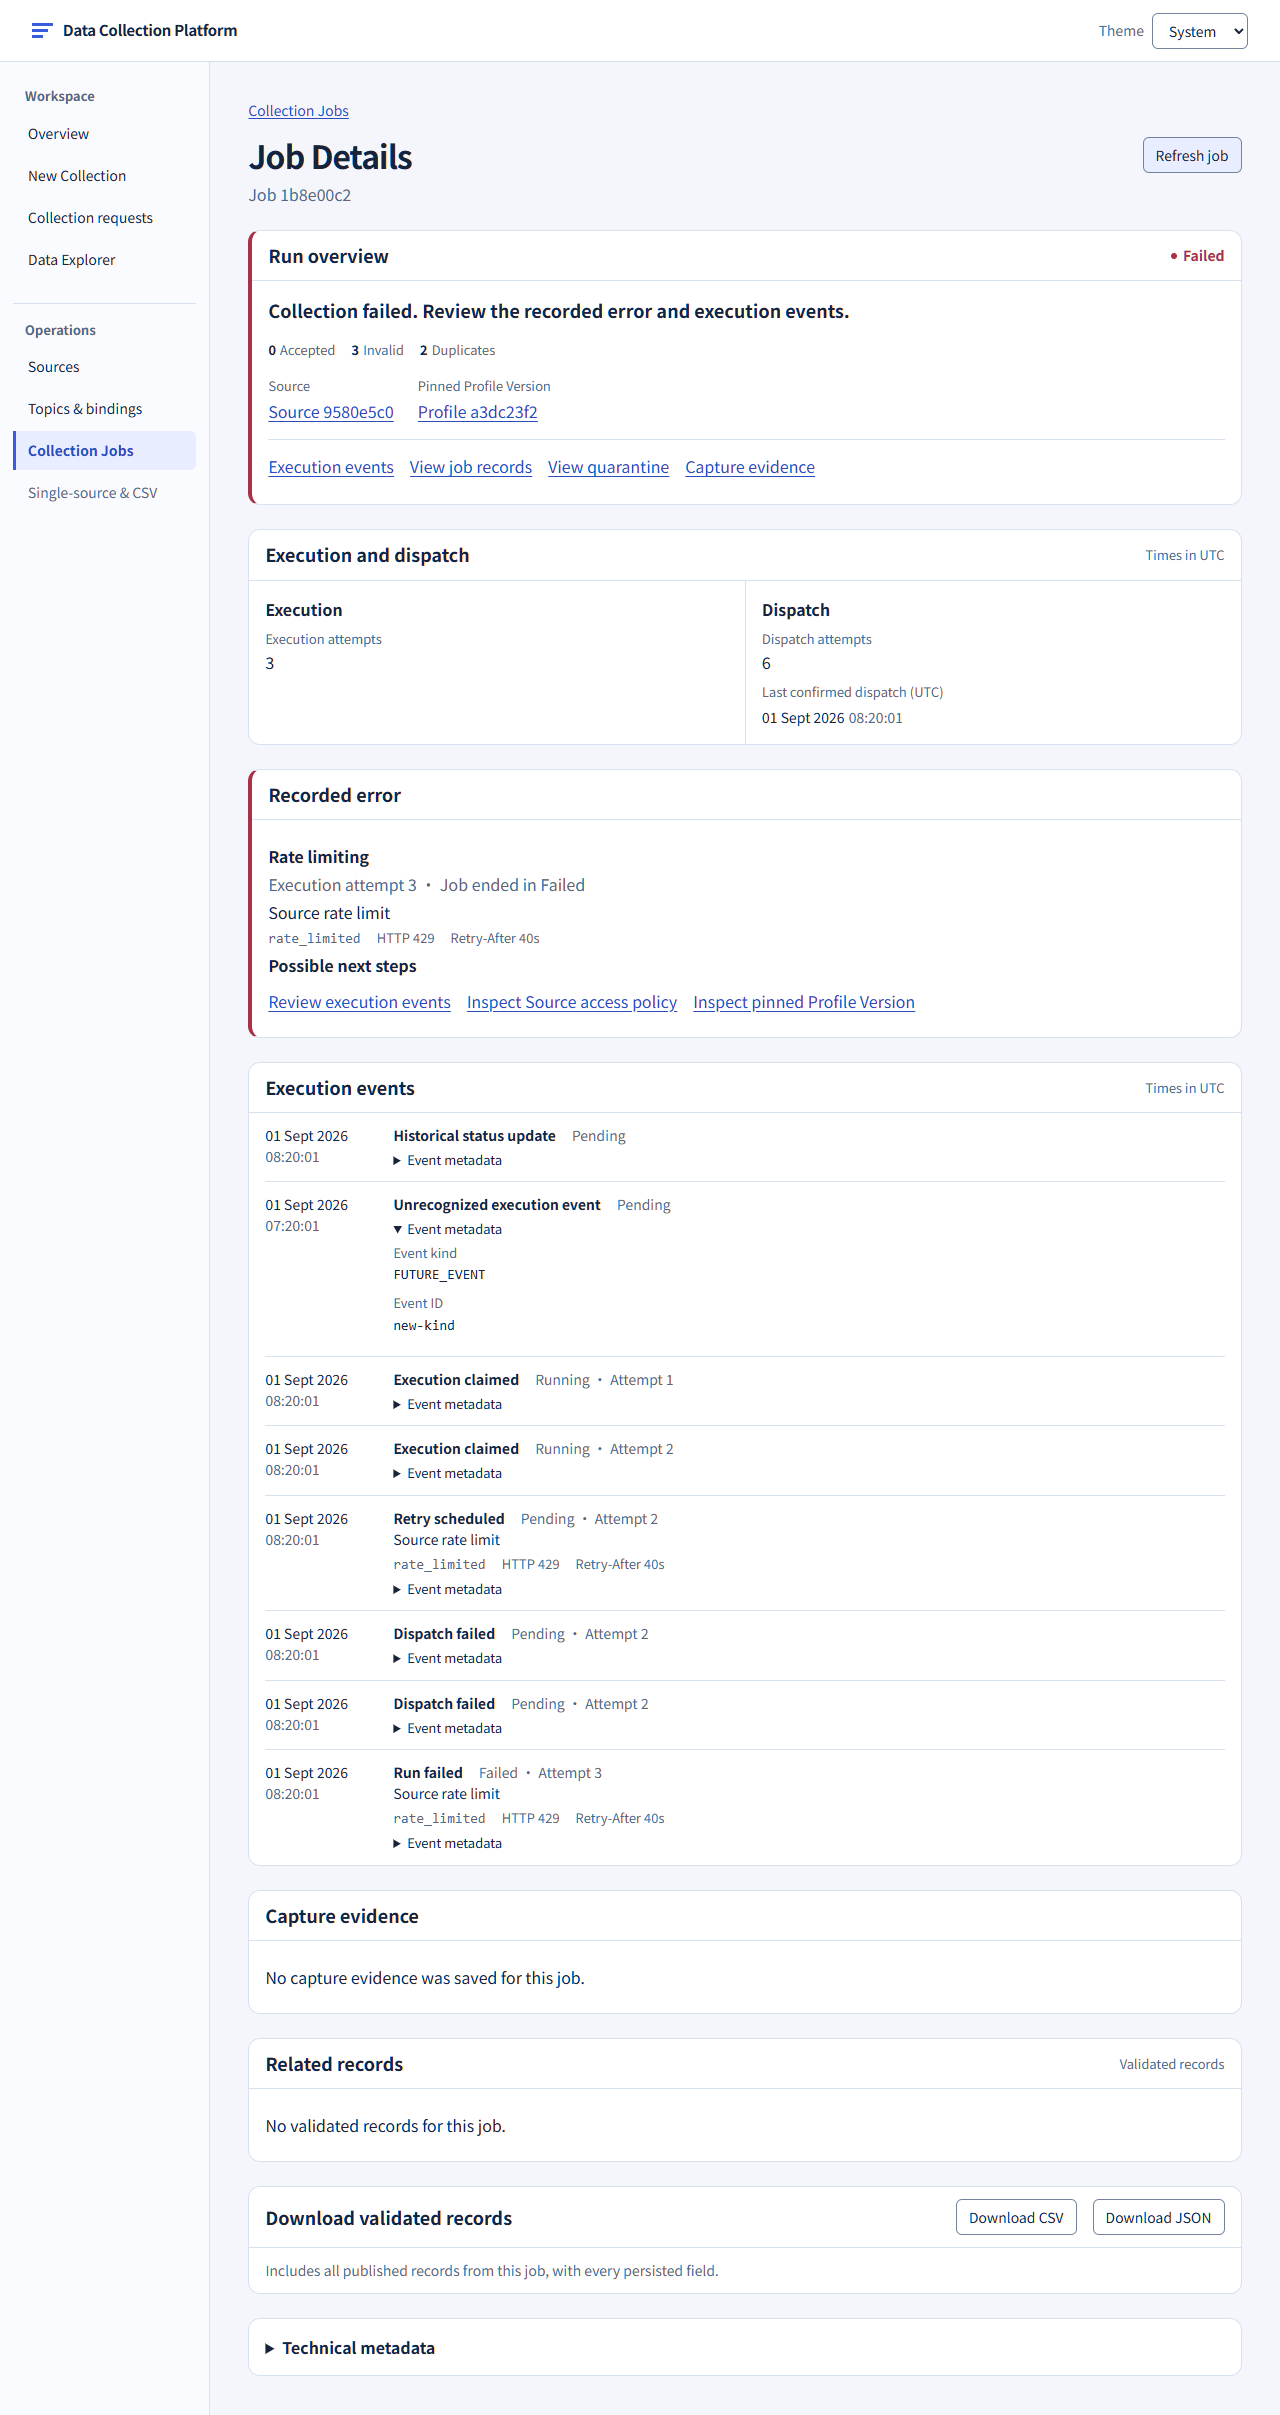 Data Collection Platform
Theme
System
Workspace
Overview
New Collection
Collection requests
Data Explorer
Operations
Sources
Topics & bindings
Collection Jobs
Single-source & CSV
Collection Jobs
Job Details
Refresh job
Job 1b8e00c2
Run overview
• Failed
Collection failed. Review the recorded error and execution events.
0 Accepted 3 Invalid 2 Duplicates
Source Pinned Profile Version
Source 9580e5c0 Profile a3dc23f2
Execution events View job records View quarantine Capture evidence
Execution and dispatch
Times in UTC
Execution
Execution attempts
3
Dispatch
Dispatch attempts
6
Last confirmed dispatch (UTC)
01 Sept 2026 08:20:01
Recorded error
Rate limiting
Execution attempt 3 • Job ended in Failed
Source rate limit
rate_limited HTTP 429 Retry-After 40s
Possible next steps
Review execution events Inspect Source access policy Inspect pinned Profile Version
Execution events
Times in UTC
01 Sept 2026
08:20:01
Historical status update Pending
▶ Event metadata
01 Sept 2026
07:20:01
Unrecognized execution event Pending
▼ Event metadata
Event kind
FUTURE_EVENT
Event ID
new-kind
01 Sept 2026
08:20:01
Execution claimed Running • Attempt 1
▶ Event metadata
01 Sept 2026
08:20:01
Execution claimed Running • Attempt 2
▶ Event metadata
01 Sept 2026
08:20:01
Retry scheduled Pending • Attempt 2
Source rate limit
rate_limited HTTP 429 Retry-After 40s
▶ Event metadata
01 Sept 2026
08:20:01
Dispatch failed Pending • Attempt 2
▶ Event metadata
01 Sept 2026
08:20:01
Dispatch failed Pending • Attempt 2
▶ Event metadata
01 Sept 2026
08:20:01
Run failed Failed • Attempt 3
Source rate limit
rate_limited HTTP 429 Retry-After 40s
▶ Event metadata
Capture evidence
No capture evidence was saved for this job.
Related records
Validated records
No validated records for this job.
Download validated records
Download CSV
Download JSON
Includes all published records from this job, with every persisted field.
▶ Technical metadata